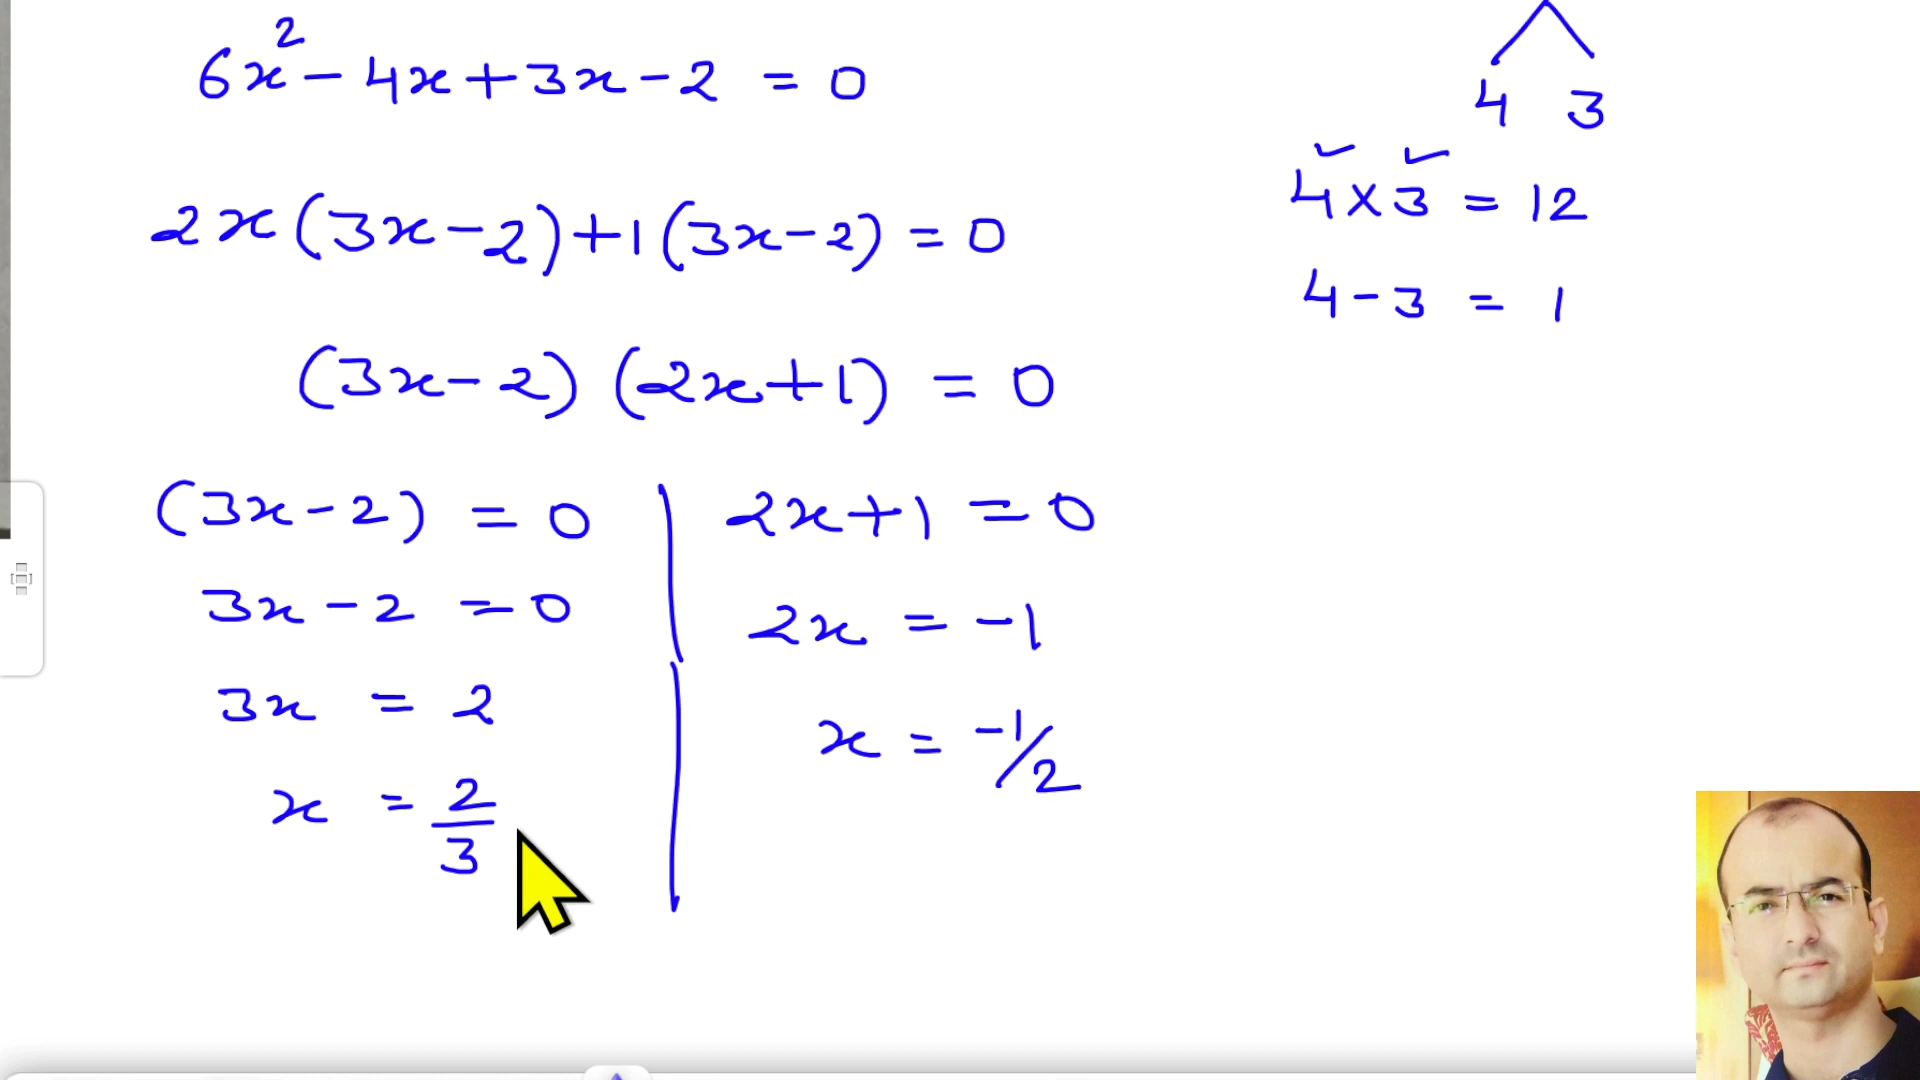 6x² - 4x + 3x - 2 = 0
2x (3x - 2) + 1 (3x - 2) = 0
(3x - 2) (2x + 1) = 0
(3x - 2) = 0
3x - 2 = 0
3x = 2
x = 2/3
2x + 1 = 0
2x = -1
x = -1/2
4 3
4 × 3 = 12
4 - 3 = 1